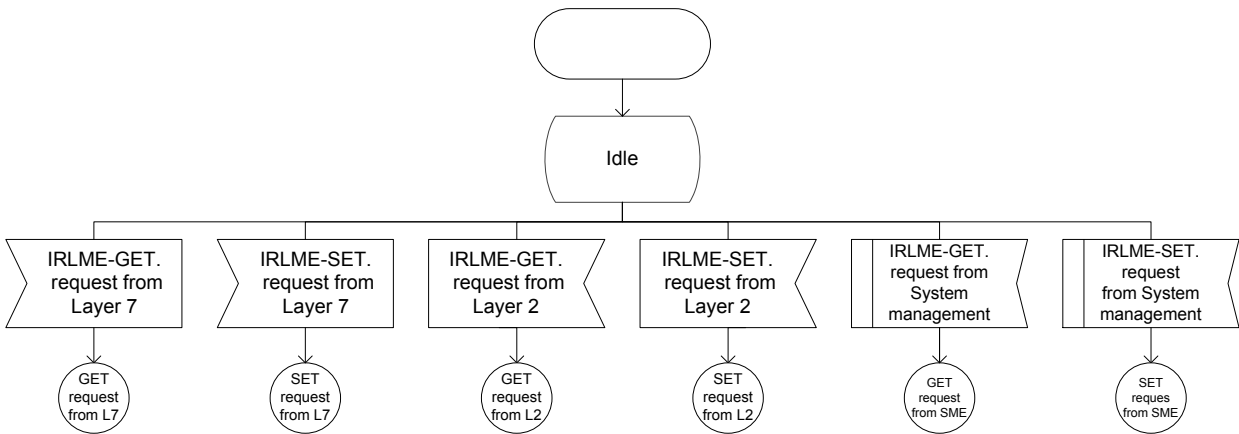 Idle
IRLME-GET.
request from
Layer 7
IRLME-SET.
request from
Layer 7
IRLME-GET.
request from
Layer 2
IRLME-SET.
request from
Layer 2
IRLME-GET.
request from
System
management
IRLME-SET.
request
from System
management
GET
request
from L7
SET
request
from L7
GET
request
from L2
SET
request
from L2
GET
request
from SME
SET
reques
from SME